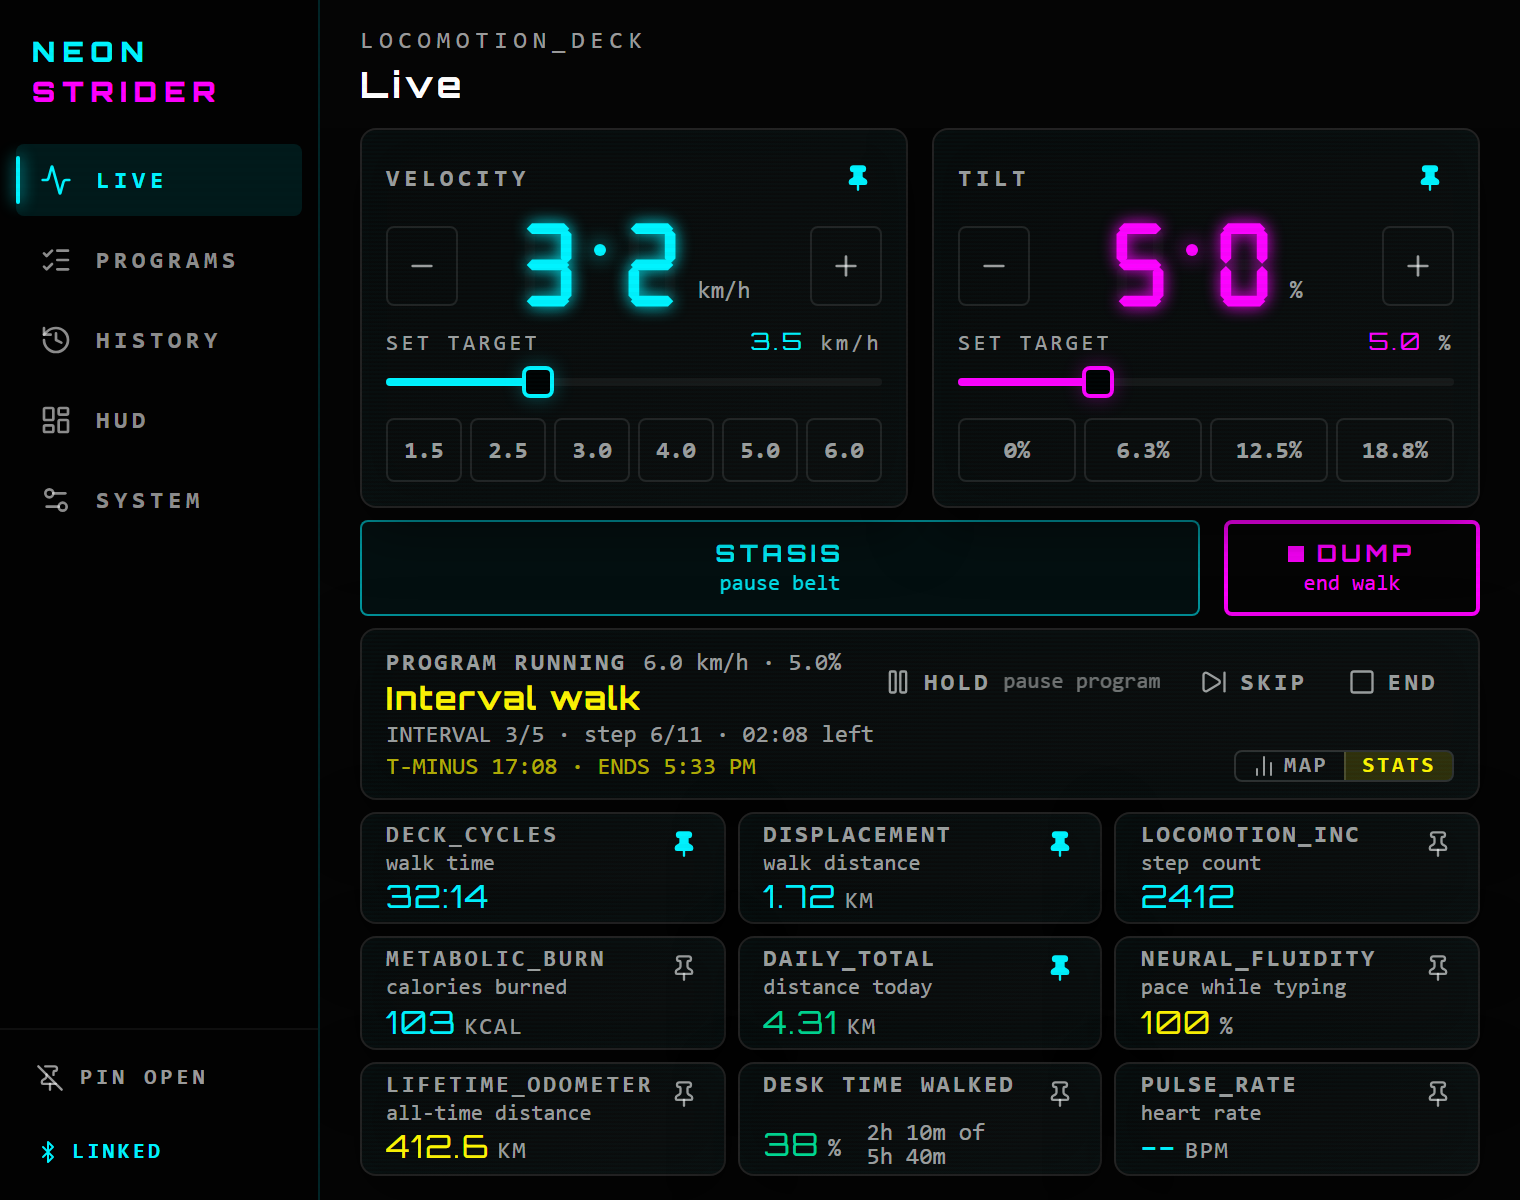 NEON
STRIDER
LIVE
PROGRAMS
HISTORY
HUD
SYSTEM
PIN OPEN
LINKED
LOCOMOTION_DECK
Live
VELOCITY
3.2 km/h
SET TARGET 3.5 km/h
1.5 2.5 3.0 4.0 5.0 6.0
TILT
5.0 %
SET TARGET 5.0 %
0% 6.3% 12.5% 18.8%
STASIS
pause belt
DUMP
end walk
PROGRAM RUNNING 6.0 km/h · 5.0%
Interval walk
INTERVAL 3/5 · step 6/11 · 02:08 left
T-MINUS 17:08 · ENDS 5:33 PM
HOLD pause program SKIP END
MAP STATS
DECK_CYCLES
walk time
32:14
DISPLACEMENT
walk distance
1.72 KM
LOCOMOTION_INC
step count
2412
METABOLIC_BURN
calories burned
103 KCAL
DAILY_TOTAL
distance today
4.31 KM
NEURAL_FLUIDITY
pace while typing
100 %
LIFETIME_ODOMETER
all-time distance
412.6 KM
DESK TIME WALKED
38 % 2h 10m of
5h 40m
PULSE_RATE
heart rate
-- BPM